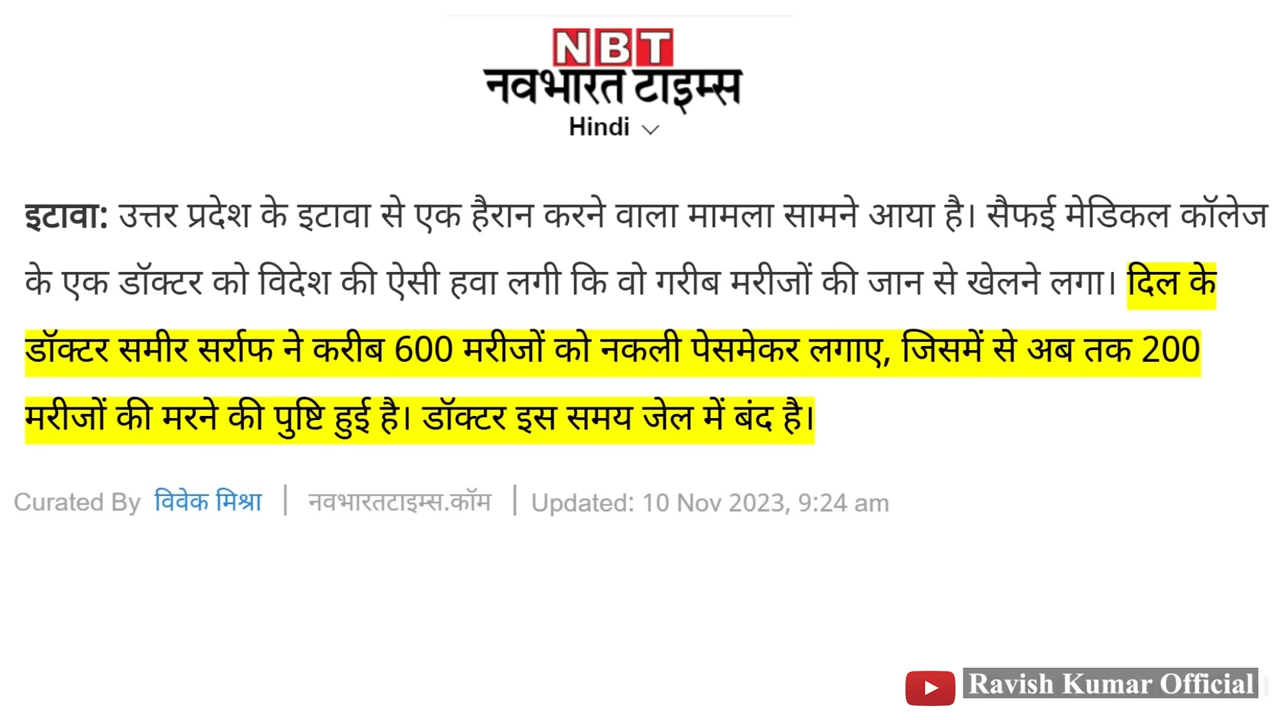 NBT
नवभारत टाइम्स
Hindi
इटावा: उत्तर प्रदेश के इटावा से एक हैरान करने वाला मामला सामने आया है। सैफई मेडिकल कॉलेज
के एक डॉक्टर को विदेश की ऐसी हवा लगी कि वो गरीब मरीजों की जान से खेलने लगा। दिल के
डॉक्टर समीर सर्राफ ने करीब 600 मरीजों को नकली पेसमेकर लगाए, जिसमें से अब तक 200
मरीजों की मरने की पुष्टि हुई है। डॉक्टर इस समय जेल में बंद है।
Curated By विवेक मिश्रा | नवभारतटाइम्स.कॉम | Updated: 10 Nov 2023, 9:24 am
Ravish Kumar Official